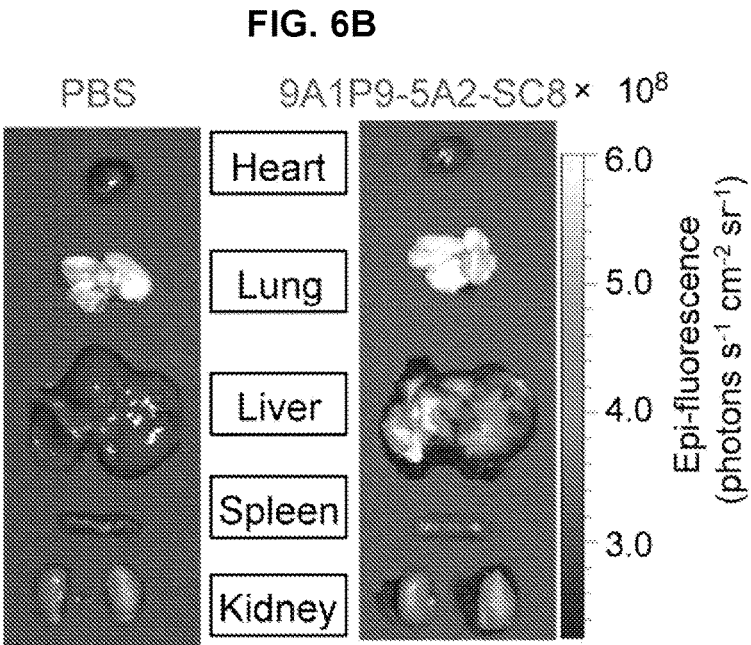 FIG. 6B
PBS
9A1P9-5A2-SC8 × 10⁸
Heart
Lung
Liver
Spleen
Kidney
6.0
5.0
4.0
3.0
Epi-fluorescence
(photons s⁻¹ cm⁻² sr⁻¹)